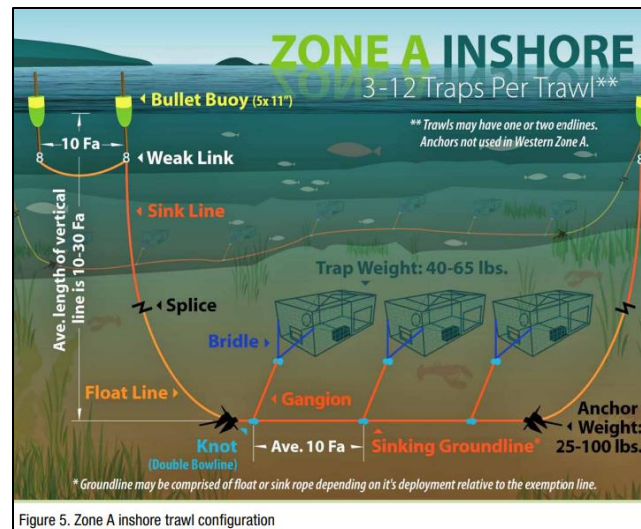 ZONE A INSHORE
3-12 Traps Per Trawl**
** Trawls may have one or two endlines.
Anchors not used in Western Zone A.
Bullet Buoy (5x 11")
10 Fa
8
8
8
Weak Link
Sink Line
Ave. length of vertical
line is 10-30 Fa
Trap Weight: 40-65 lbs.
Splice
Bridle
Float Line
Gangion
Anchor
Weight:
25-100 lbs.
Knot
(Double Bowline)
Ave. 10 Fa
Sinking Groundline*
* Groundline may be comprised of float or sink rope depending on it's deployment relative to the exemption line.
Figure 5. Zone A inshore trawl configuration